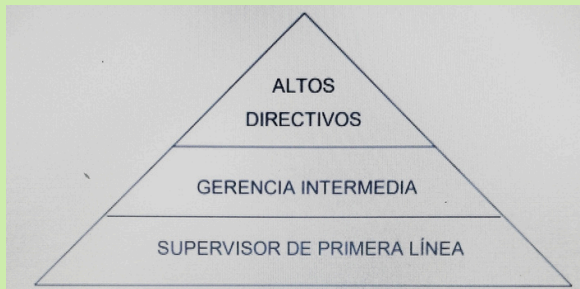 ALTOS
DIRECTIVOS
GERENCIA INTERMEDIA
SUPERVISOR DE PRIMERA LÍNEA